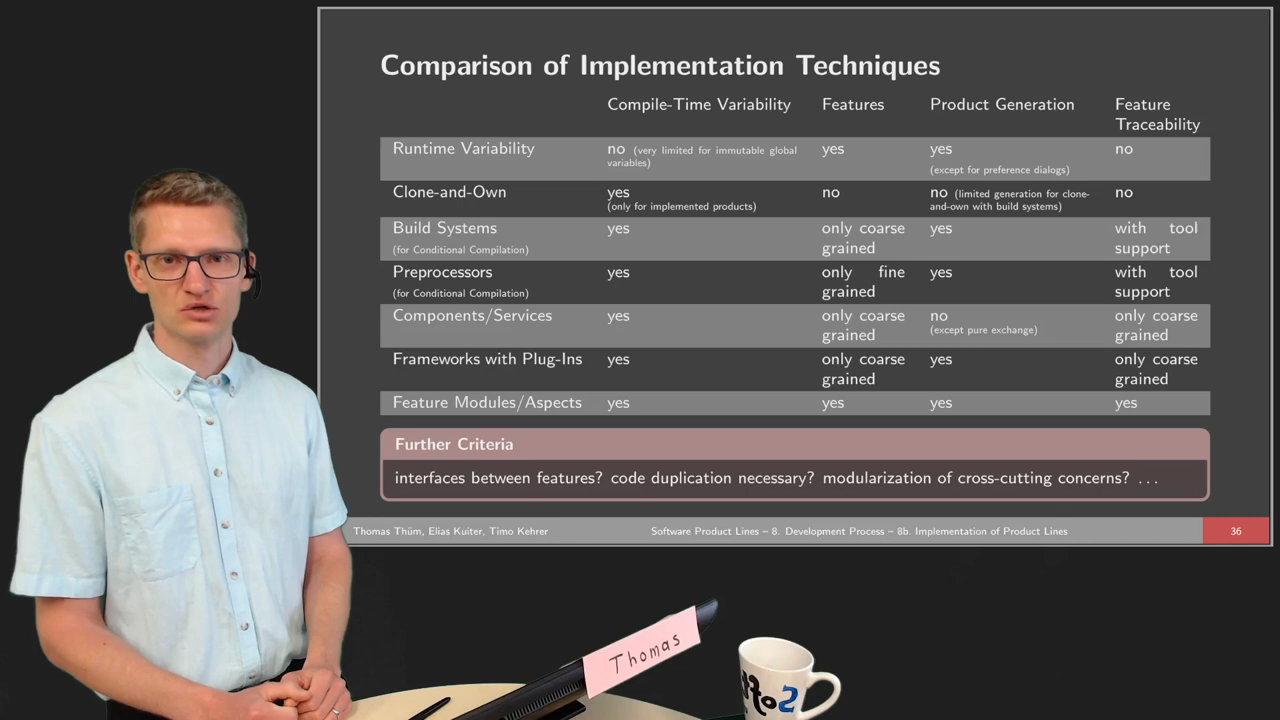 Comparison of Implementation Techniques
Compile-Time Variability Features Product Generation Feature
Traceability
Runtime Variability no (very limited for immutable global yes yes no
variables) (except for preference dialogs)
Clone-and-Own yes no no (limited generation for clone- no
(only for implemented products) and-own with build systems)
Build Systems yes only coarse yes with tool
(for Conditional Compilation) grained support
Preprocessors yes only fine yes with tool
(for Conditional Compilation) grained support
Components/Services yes only coarse no only coarse
grained (except pure exchange) grained
Frameworks with Plug-Ins yes only coarse yes only coarse
grained grained
Feature Modules/Aspects yes yes yes yes
Further Criteria
interfaces between features? code duplication necessary? modularization of cross-cutting concerns? ...
Thomas Thüm, Elias Kuiter, Timo Kehrer Software Product Lines – 8. Development Process – 8b. Implementation of Product Lines 36
Thomas